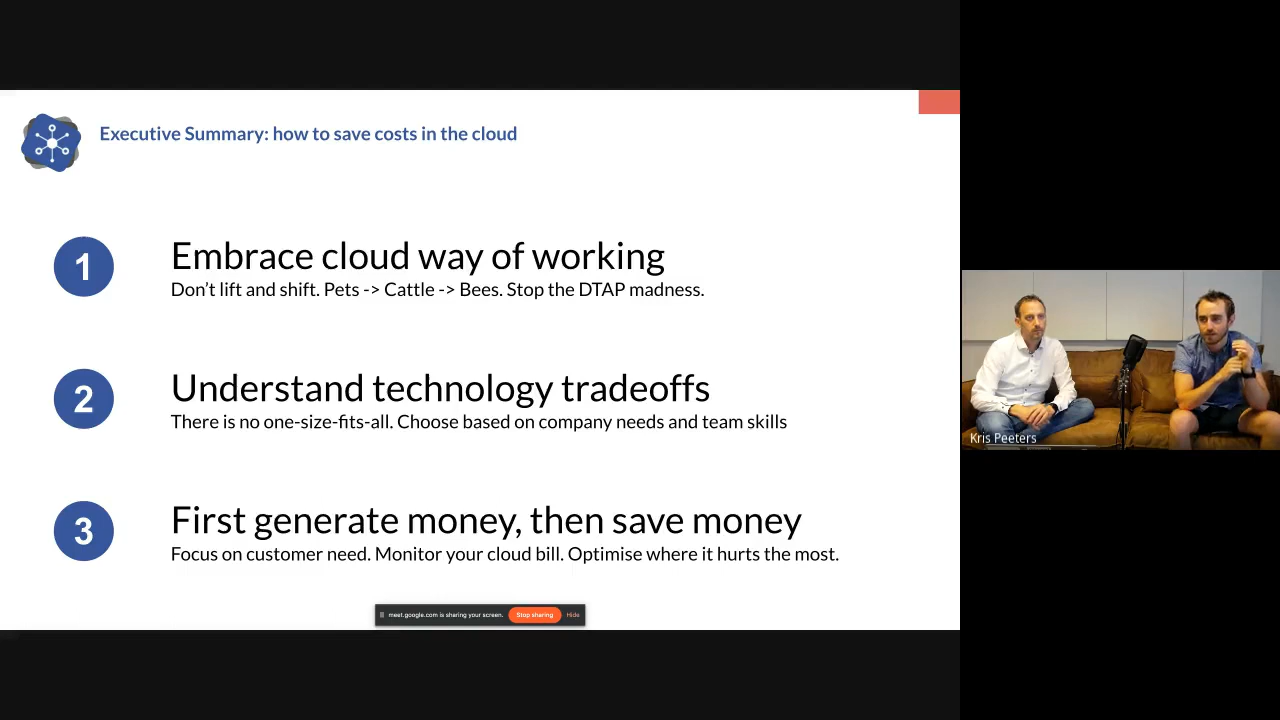 Executive Summary: how to save costs in the cloud
1
Embrace cloud way of working
Don't lift and shift. Pets -> Cattle -> Bees. Stop the DTAP madness.
2
Understand technology tradeoffs
There is no one-size-fits-all. Choose based on company needs and team skills
3
First generate money, then save money
Focus on customer need. Monitor your cloud bill. Optimise where it hurts the most.
meet.google.com is sharing your screen. Stop sharing Hide
Kris Peeters